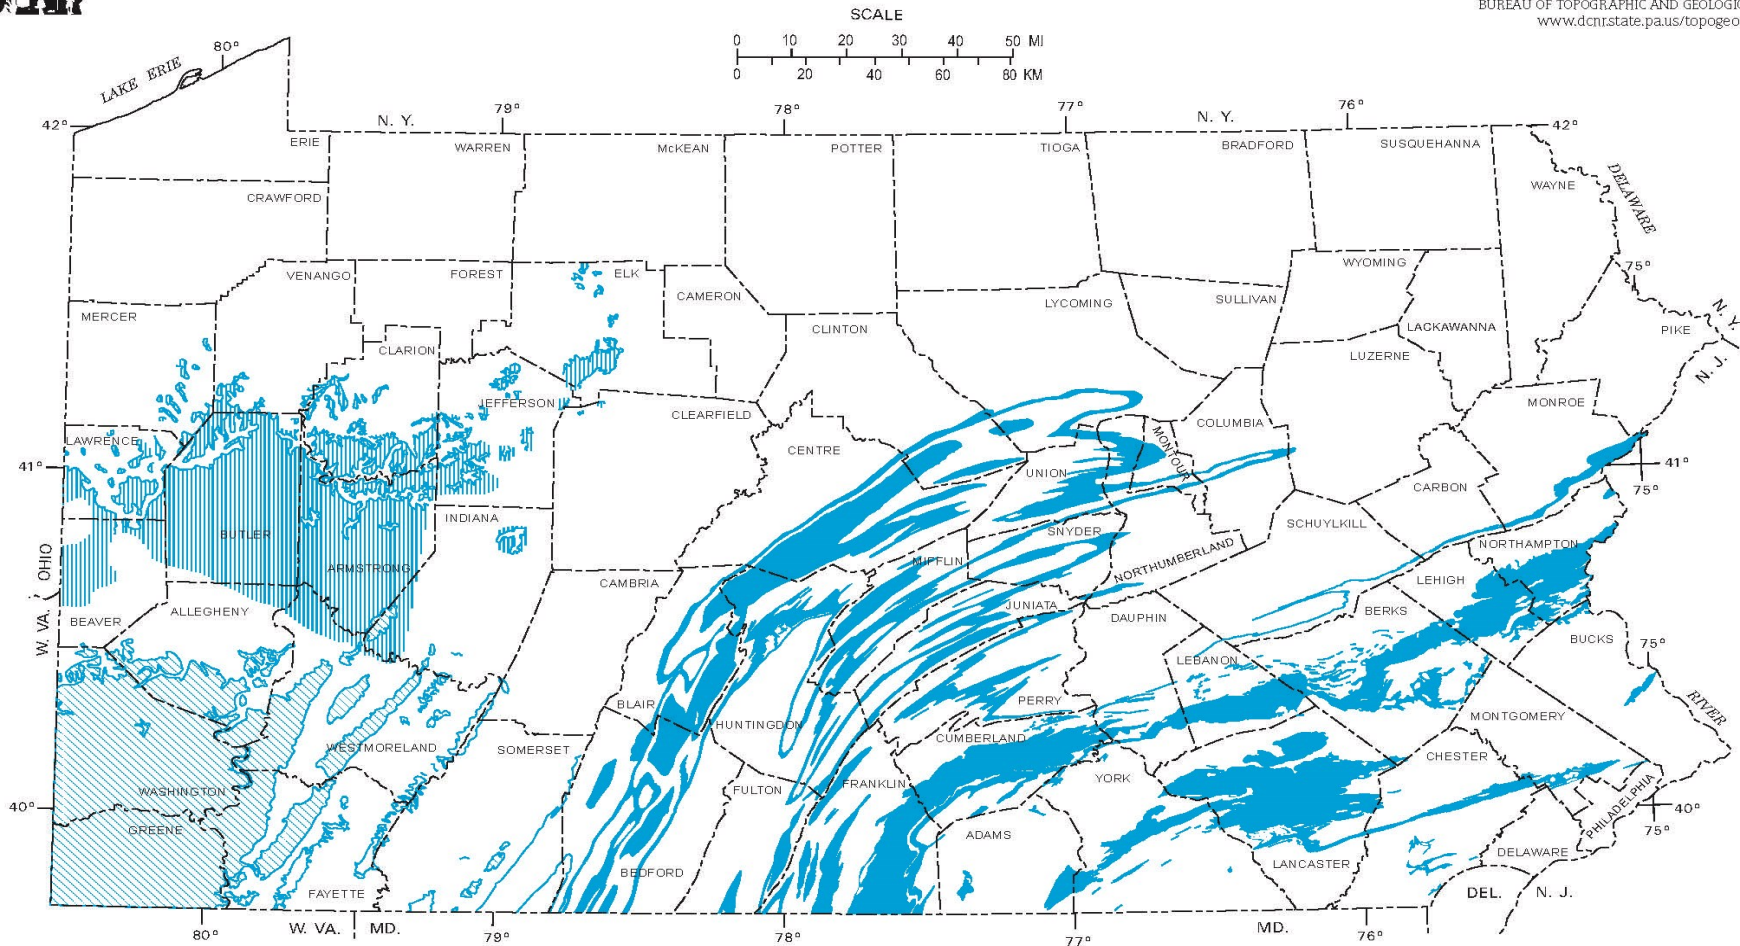 SCALE
BUREAU OF TOPOGRAPHIC AND GEOLOGIC
www.dcnr.state.pa.us/topogeo
0 10 20 30 40 50 MI
0 20 40 60 80 KM
LAKE ERIE
80°
79°
78°
77°
76°
42°
N. Y.
N. Y.
42°
ERIE
WARREN
McKEAN
POTTER
TIOGA
BRADFORD
SUSQUEHANNA
WAYNE
DELAWARE
CRAWFORD
VENANGO
FOREST
ELK
CAMERON
WYOMING
75°
SULLIVAN
LYCOMING
MERCER
CLINTON
LACKAWANNA
PIKE
N. Y.
N. J.
CLARION
LUZERNE
JEFFERSON
CLEARFIELD
MONROE
COLUMBIA
LAWRENCE
CENTRE
MONTOUR
41°
UNION
41°
75°
CARBON
INDIANA
BUTLER
SNYDER
SCHUYLKILL
NORTHAMPTON
NORTHUMBERLAND
OHIO
W. VA.
ARMSTRONG
MIFFLIN
CAMBRIA
LEHIGH
ALLEGHENY
BEAVER
JUNIATA
DAUPHIN
BERKS
BUCKS
75°
LEBANON
BLAIR
PERRY
RIVER
HUNTINGDON
MONTGOMERY
CUMBERLAND
WESTMORELAND
SOMERSET
CHESTER
YORK
FRANKLIN
FULTON
WASHINGTON
40°
PHILADELPHIA
40°
75°
GREENE
ADAMS
DELAWARE
LANCASTER
BEDFORD
FAYETTE
DEL.
N. J.
80°
W. VA.
MD.
79°
78°
77°
MD.
76°